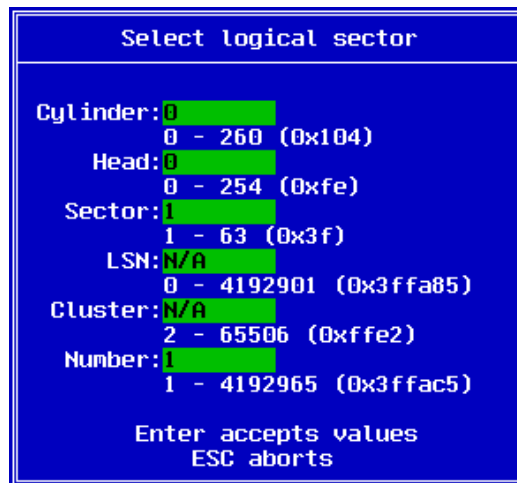 Select logical sector
Cylinder:0
0 - 260 (0x104)
Head:0
0 - 254 (0xfe)
Sector:1
1 - 63 (0x3f)
LSN:N/A
0 - 4192901 (0x3ffa85)
Cluster:N/A
2 - 65506 (0xffe2)
Number:1
1 - 4192965 (0x3ffac5)
Enter accepts values
ESC aborts